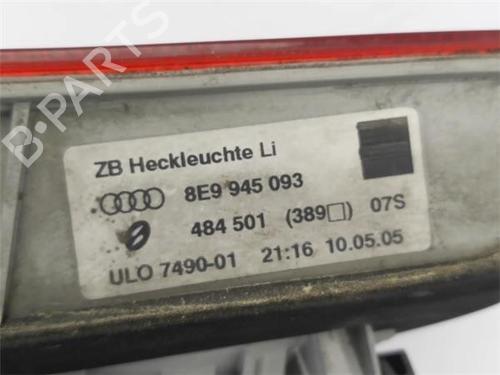 ZB Heckleuchte Li
8E9 945 093
484 501 (389□) 07S
ULO 7490-01 21:16 10.05.05
B-Parts